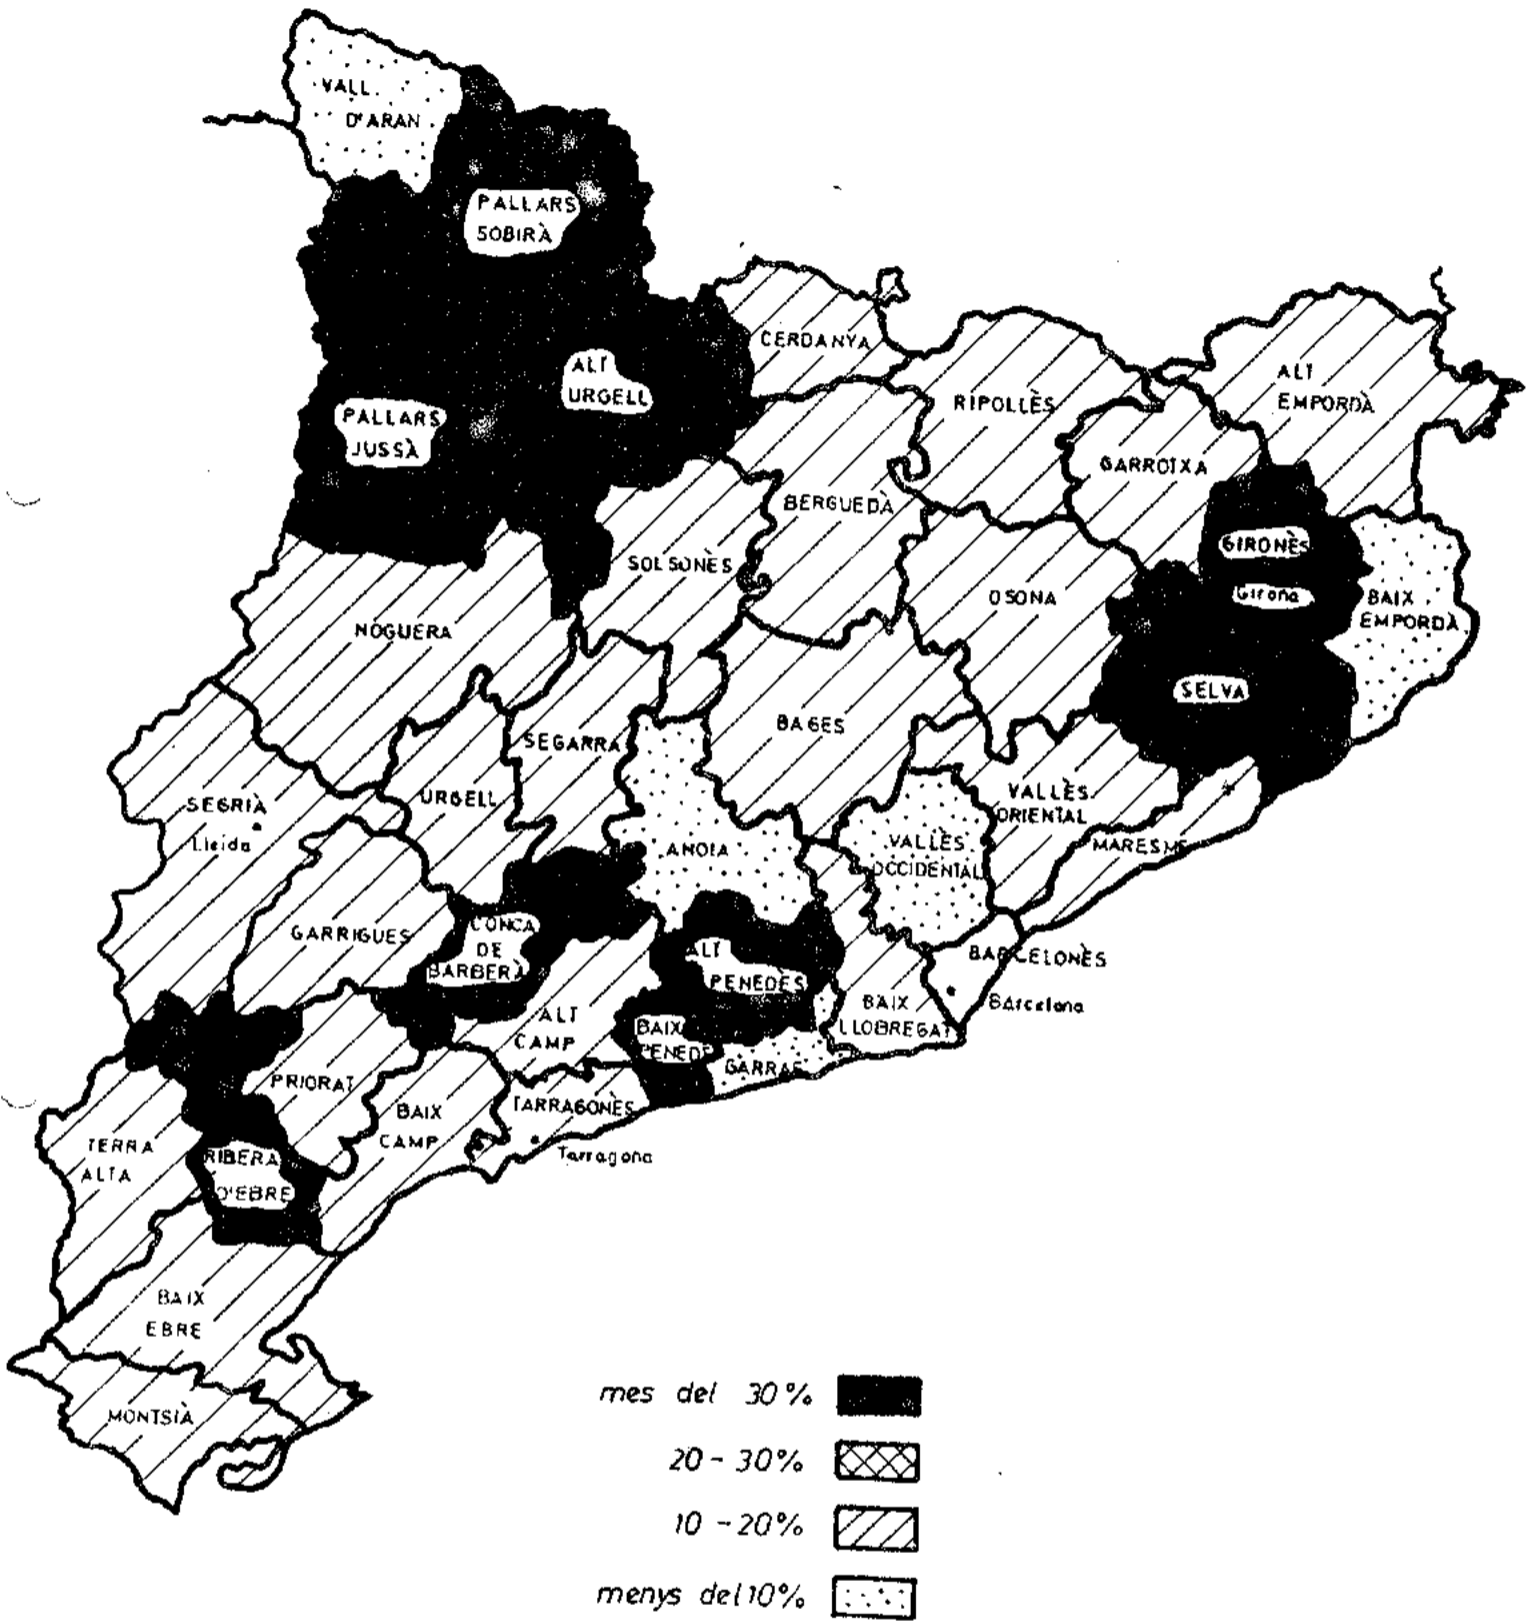 VALL
D'ARAN
PALLARS
SOBIRÀ
CERDANYA
ALT
URGELL
PALLARS
JUSSÀ
RIPOLLÈS
ALT
EMPORDÀ
GARROTXA
BERGUEDÀ
GIRONÈS
Girona
SOLSONÈS
OSONA
BAIX
EMPORDÀ
NOGUERA
SELVA
BAGES
SEGARRA
SEGRIÀ
Lleida
URGELL
VALLÈS
ORIENTAL
ANOIA
VALLÈS
OCCIDENTAL
MARESME
GARRIGUES
CONCA
DE
BARBERÀ
ALT
PENEDÈS
BARCELONÈS
Barcelona
BAIX
LLOBREGAT
ALT
CAMP
BAIX
PENEDÈ
GARRAF
PRIORAT
BAIX
CAMP
TARRAGONÈS
Tarragona
TERRA
ALTA
RIBERA
D'EBRE
BAIX
EBRE
MONTSIÀ
mes del 30%
20-30%
10-20%
menys del 10%